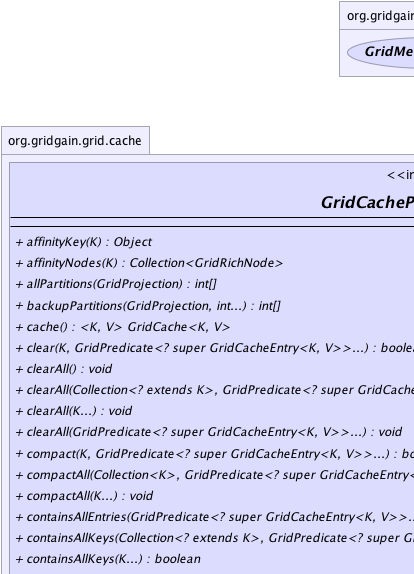 org.gridgain
GridMe
org.gridgain.grid.cache
<<in
GridCacheP
+ affinityKey(K) : Object
+ affinityNodes(K) : Collection<GridRichNode>
+ allPartitions(GridProjection) : int[]
+ backupPartitions(GridProjection, int...) : int[]
+ cache() : <K, V> GridCache<K, V>
+ clear(K, GridPredicate<? super GridCacheEntry<K, V>>...) : boolea
+ clearAll() : void
+ clearAll(Collection<? extends K>, GridPredicate<? super GridCache
+ clearAll(K...) : void
+ clearAll(GridPredicate<? super GridCacheEntry<K, V>>...) : void
+ compact(K, GridPredicate<? super GridCacheEntry<K, V>>...) : bo
+ compactAll(Collection<K>, GridPredicate<? super GridCacheEntry
+ compactAll(K...) : void
+ containsAllEntries(GridPredicate<? super GridCacheEntry<K, V>>..
+ containsAllKeys(Collection<? extends K>, GridPredicate<? super G
+ containsAllKeys(K...) : boolean